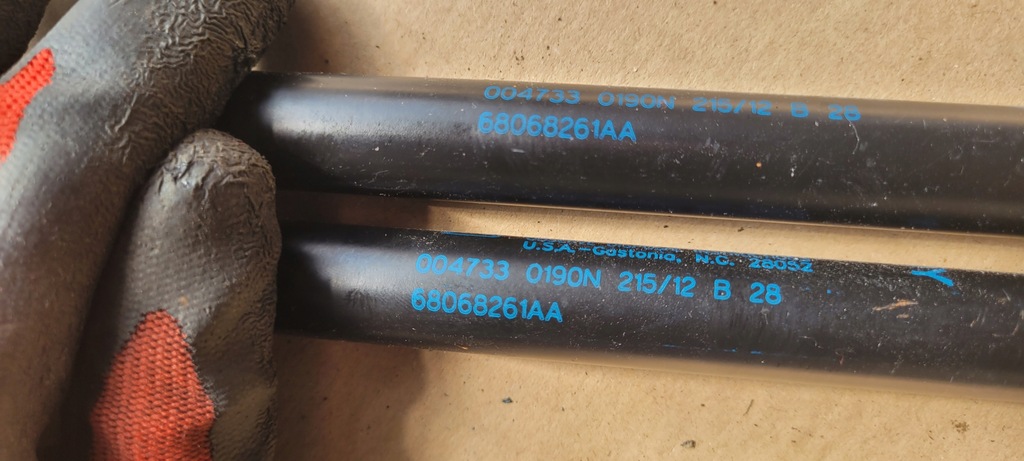 004733 0190N 215/12 B 28
68068261AA
U.S.A.-Gastonia, N.C. 28052
004733 0190N 215/12 B 28
68068261AA